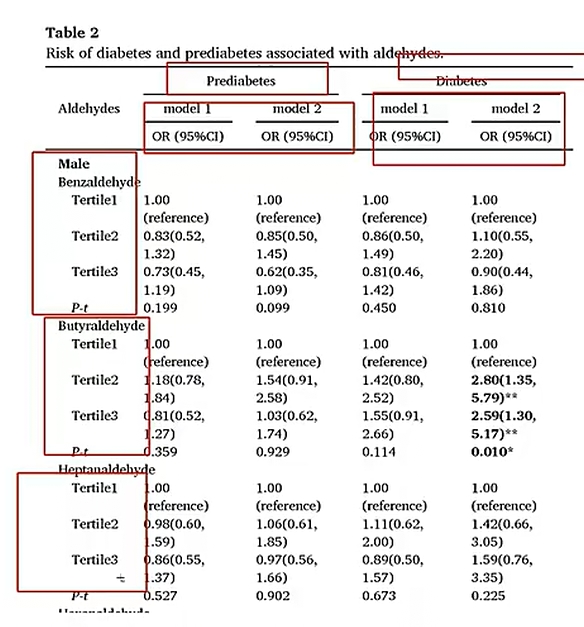 Table 2
Risk of diabetes and prediabetes associated with aldehydes.
Prediabetes Diabetes
Aldehydes model 1 model 2 model 1 model 2
OR (95%CI) OR (95%CI) OR (95%CI) OR (95%CI)
Male
Benzaldehyde
Tertile1 1.00 1.00 1.00 1.00
(reference) (reference) (reference) (reference)
Tertile2 0.83(0.52, 0.85(0.50, 0.86(0.50, 1.10(0.55,
1.32) 1.45) 1.49) 2.20)
Tertile3 0.73(0.45, 0.62(0.35, 0.81(0.46, 0.90(0.44,
1.19) 1.09) 1.42) 1.86)
P-t 0.199 0.099 0.450 0.810
Butyraldehyde
Tertile1 1.00 1.00 1.00 1.00
(reference) (reference) (reference) (reference)
Tertile2 1.18(0.78, 1.54(0.91, 1.42(0.80, 2.80(1.35,
1.84) 2.58) 2.52) 5.79)**
Tertile3 0.81(0.52, 1.03(0.62, 1.55(0.91, 2.59(1.30,
1.27) 1.74) 2.66) 5.17)**
P-t 0.359 0.929 0.114 0.010*
Heptanaldehyde
Tertile1 1.00 1.00 1.00 1.00
(reference) (reference) (reference) (reference)
Tertile2 0.98(0.60, 1.06(0.61, 1.11(0.62, 1.42(0.66,
1.59) 1.85) 2.00) 3.05)
Tertile3 0.86(0.55, 0.97(0.56, 0.89(0.50, 1.59(0.76,
1.37) 1.66) 1.57) 3.35)
P-t 0.527 0.902 0.673 0.225